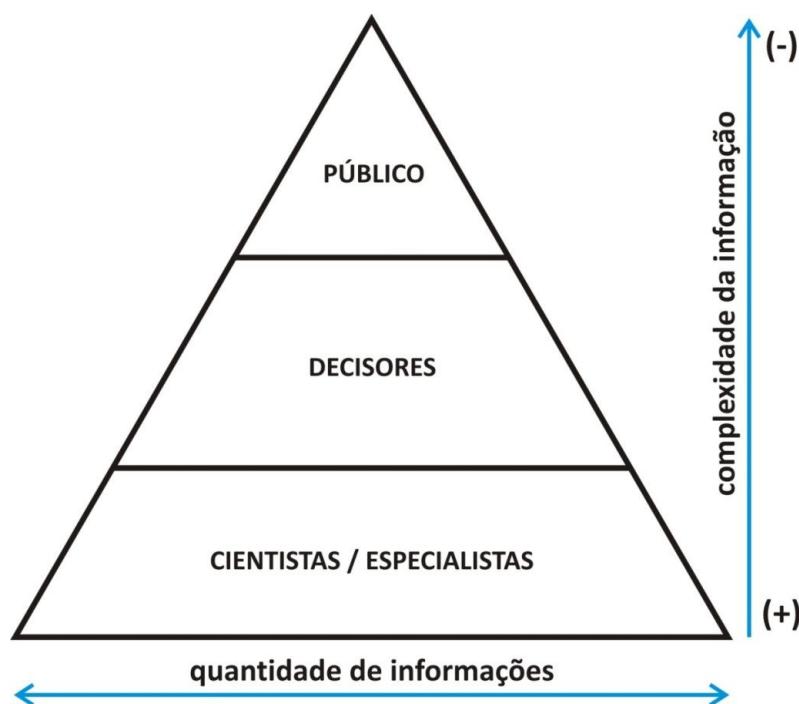 (-)
PÚBLICO
complexidade da informação
DECISORES
CIENTISTAS / ESPECIALISTAS
(+)
quantidade de informações